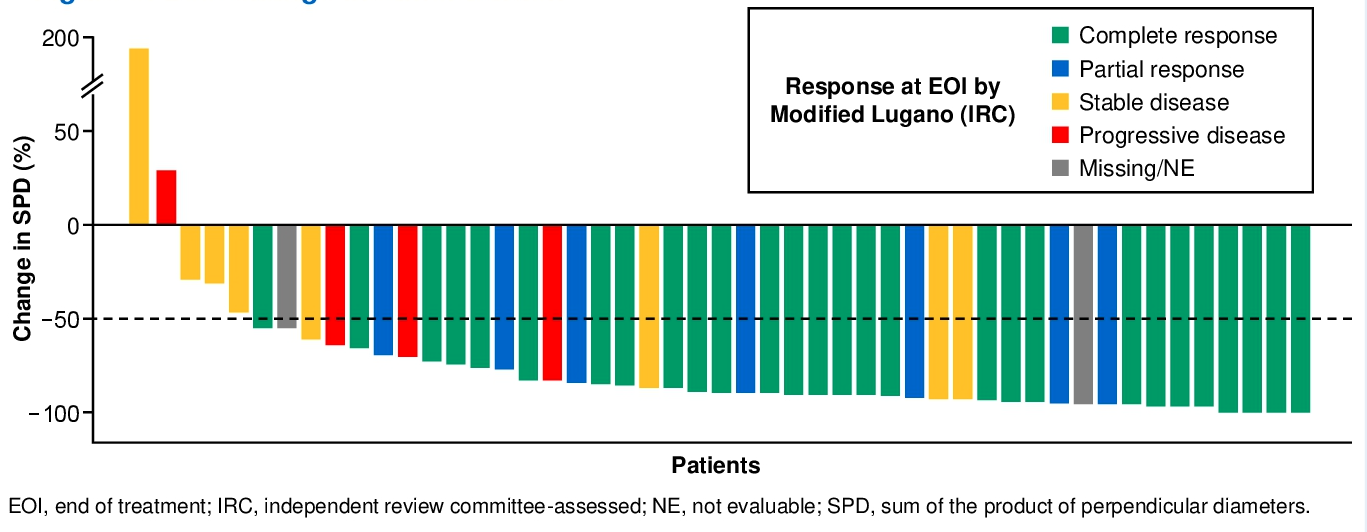 200
50
0
−50
−100
Change in SPD (%)
Response at EOI by
Modified Lugano (IRC)
Complete response
Partial response
Stable disease
Progressive disease
Missing/NE
Patients
EOI, end of treatment; IRC, independent review committee-assessed; NE, not evaluable; SPD, sum of the product of perpendicular diameters.